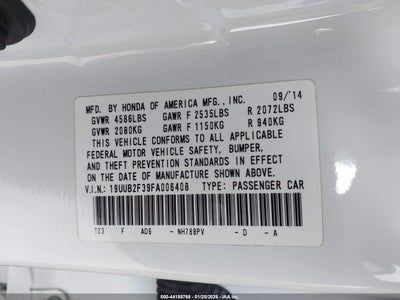 MFD. BY HONDA OF AMERICA MFG., INC. 09/'14
GVWR 4586LBS GAWR F 2535LBS R 2072LBS
GVWR 2080KG GAWR F 1150KG R 940KG
THIS VEHICLE CONFORMS TO ALL APPLICABLE
FEDERAL MOTOR VEHICLE SAFETY, BUMPER,
AND THEFT PREVENTION STANDARDS IN EFFECT
ON THE DATE OF MANUFACTURE SHOWN ABOVE.
V.I.N: 19UUB2F39FA006408 TYPE: PASSENGER CAR
TZ3 F AD6 - NH788PV - D - A
000-44188768 - 01/20/2026 - IAA Inc.